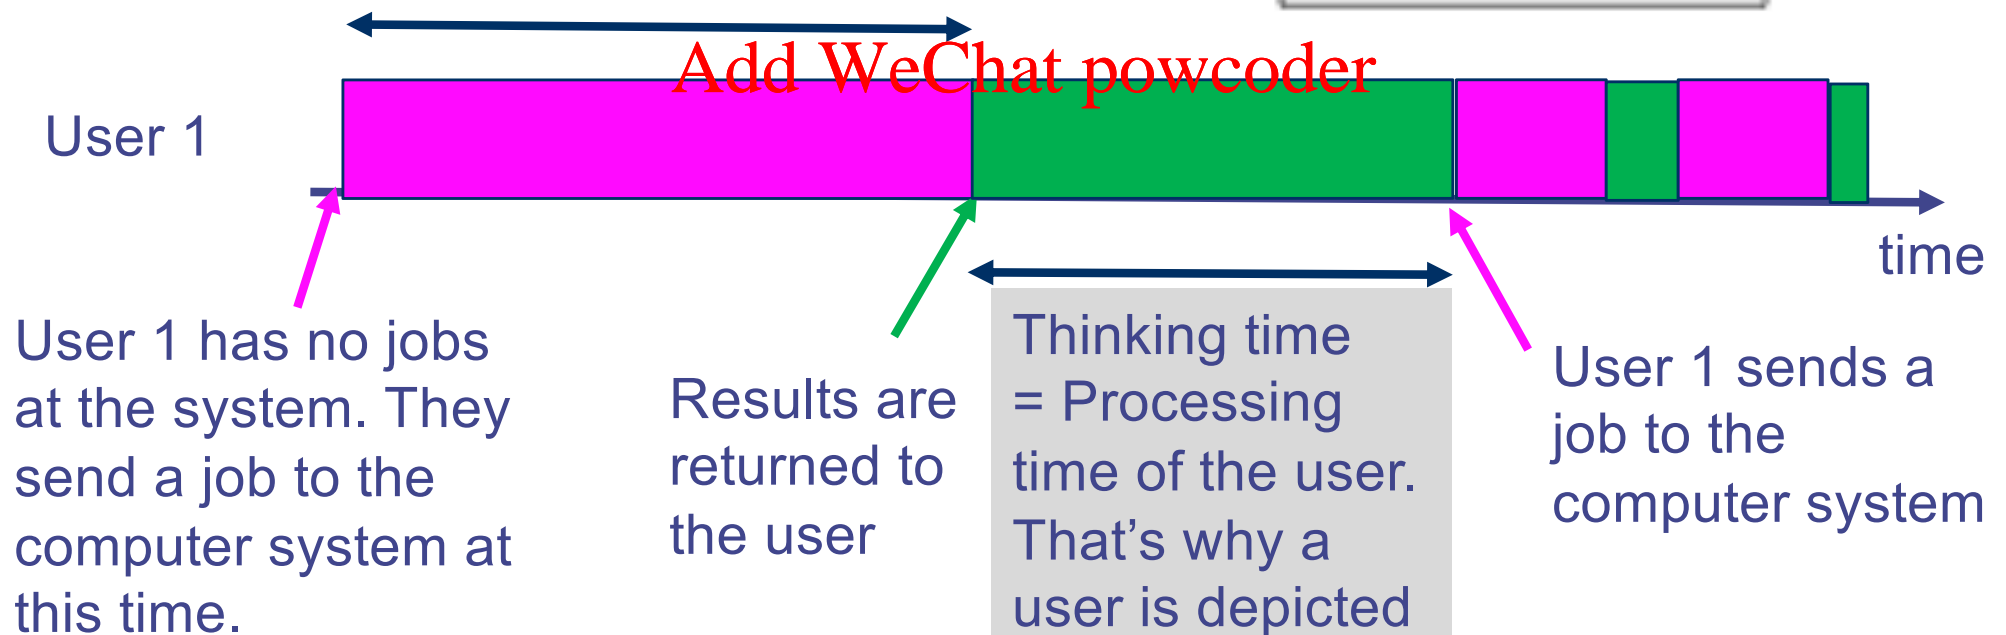 Add WeChat powcoder
User 1
time
User 1 has no jobs
at the system. They
send a job to the
computer system at
this time.
Results are
returned to
the user
Thinking time
= Processing
time of the user.
That’s why a
user is depicted
User 1 sends a
job to the
computer system